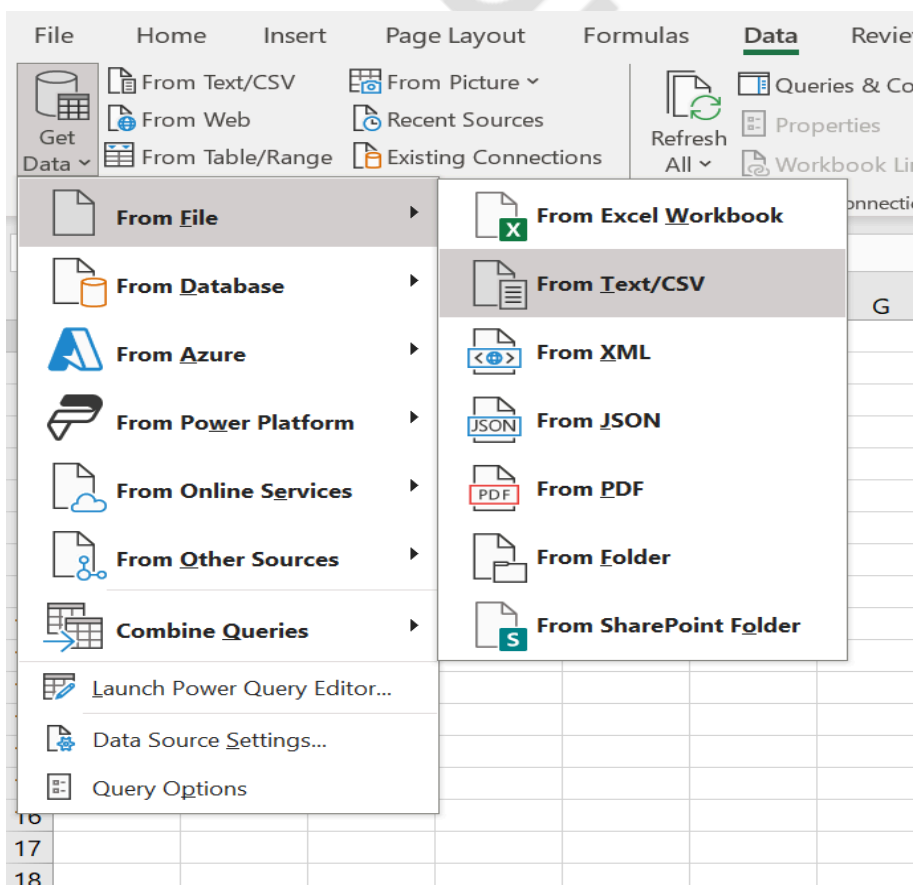 File Home Insert Page Layout Formulas Data Revie
From Text/CSV From Picture Queries & Co
From Web Recent Sources Properties
Get Data From Table/Range Existing Connections Refresh All Workbook Li
From File
From Excel Workbook
onnecti
From Database
From Text/CSV
G
From Azure
From XML
From Power Platform
From JSON
JSON
From Online Services
From PDF
PDF
From Other Sources
From Folder
Combine Queries
From SharePoint Folder
Launch Power Query Editor...
Data Source Settings...
Query Options
16
17
18